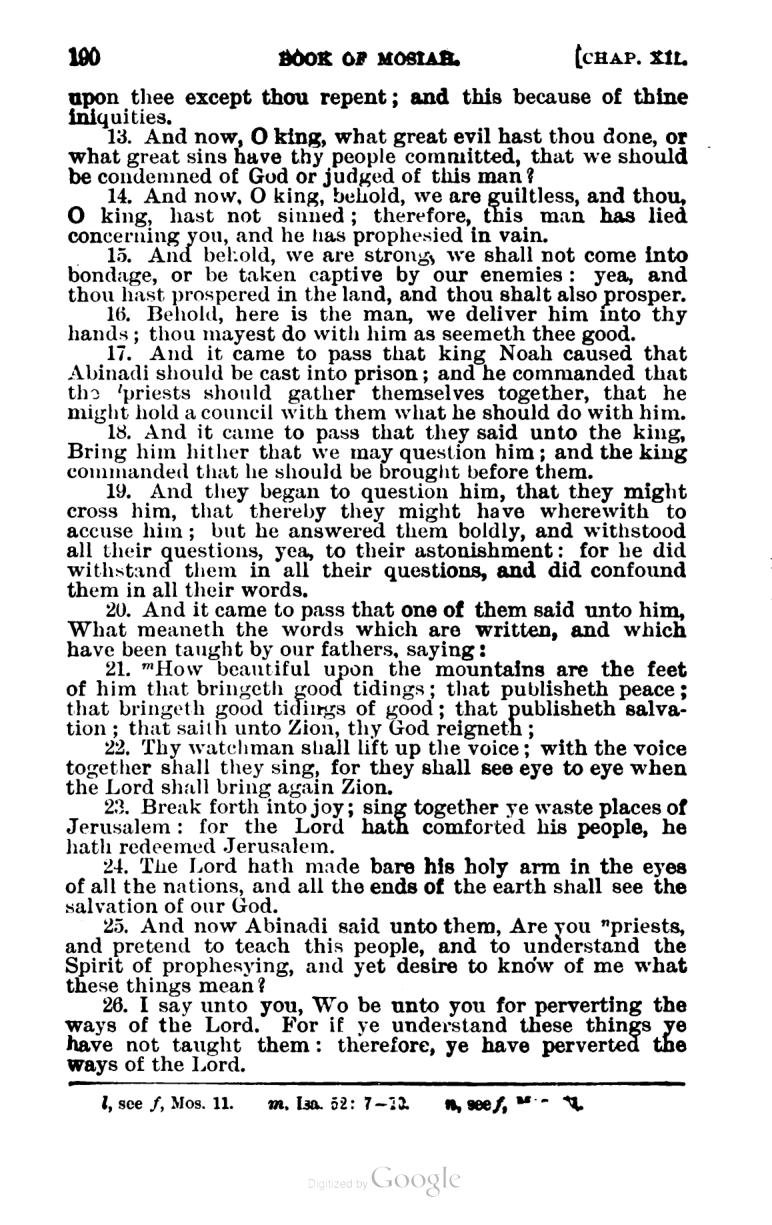 190 BOOK OF MOSIAH. [CHAP. XII.
upon thee except thou repent; and this because of thine
iniquities.
13. And now, O king, what great evil hast thou done, or
what great sins have thy people committed, that we should
be condemned of God or judged of this man?
14. And now, O king, behold, we are guiltless, and thou,
O king, hast not sinned; therefore, this man has lied
concerning you, and he has prophesied in vain.
15. And behold, we are strong, we shall not come into
bondage, or be taken captive by our enemies: yea, and
thou hast prospered in the land, and thou shalt also prosper.
16. Behold, here is the man, we deliver him into thy
hands; thou mayest do with him as seemeth thee good.
17. And it came to pass that king Noah caused that
Abinadi should be cast into prison; and he commanded that
the lpriests should gather themselves together, that he
might hold a council with them what he should do with him.
18. And it came to pass that they said unto the king,
Bring him hither that we may question him; and the king
commanded that he should be brought before them.
19. And they began to question him, that they might
cross him, that thereby they might have wherewith to
accuse him; but he answered them boldly, and withstood
all their questions, yea, to their astonishment: for he did
withstand them in all their questions, and did confound
them in all their words.
20. And it came to pass that one of them said unto him,
What meaneth the words which are written, and which
have been taught by our fathers, saying:
21. mHow beautiful upon the mountains are the feet
of him that bringeth good tidings; that publisheth peace;
that bringeth good tidings of good; that publisheth salva-
tion; that saith unto Zion, thy God reigneth;
22. Thy watchman shall lift up the voice; with the voice
together shall they sing, for they shall see eye to eye when
the Lord shall bring again Zion.
23. Break forth into joy; sing together ye waste places of
Jerusalem: for the Lord hath comforted his people, he
hath redeemed Jerusalem.
24. The Lord hath made bare his holy arm in the eyes
of all the nations, and all the ends of the earth shall see the
salvation of our God.
25. And now Abinadi said unto them, Are you npriests,
and pretend to teach this people, and to understand the
Spirit of prophesying, and yet desire to know of me what
these things mean?
26. I say unto you, Wo be unto you for perverting the
ways of the Lord. For if ye understand these things ye
have not taught them: therefore, ye have perverted the
ways of the Lord.
l, see f, Mos. 11. m, Isa. 52: 7–10. n, see f,
Digitized by Google